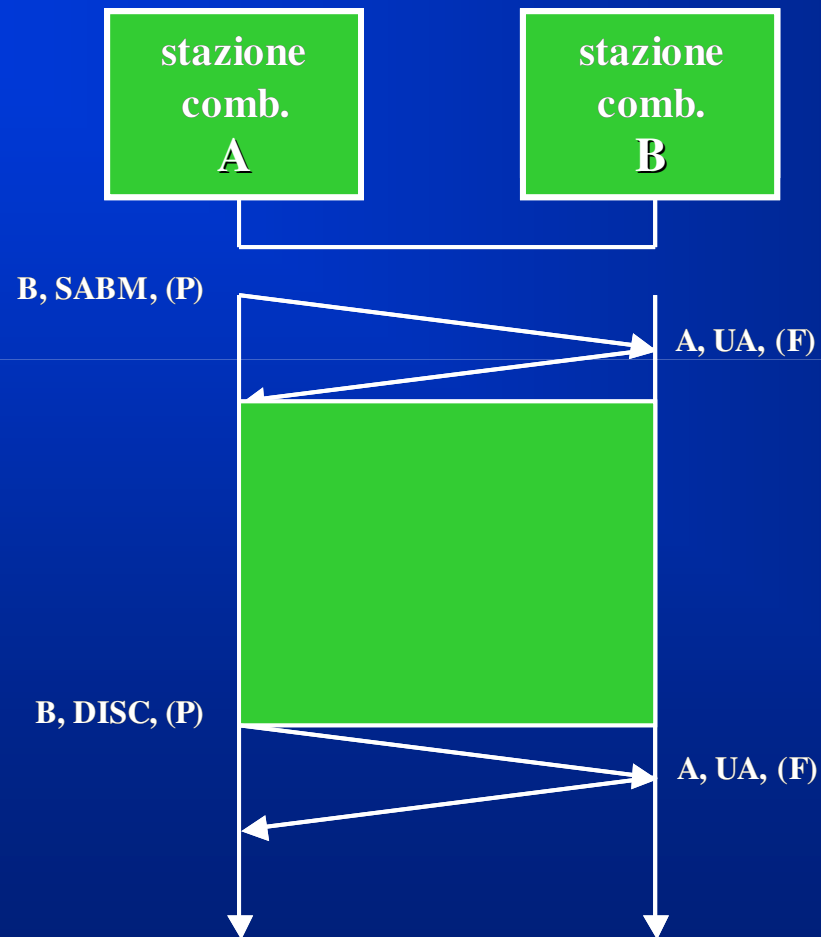 stazione
comb.
A
stazione
comb.
B
B, SABM, (P)
A, UA, (F)
B, DISC, (P)
A, UA, (F)